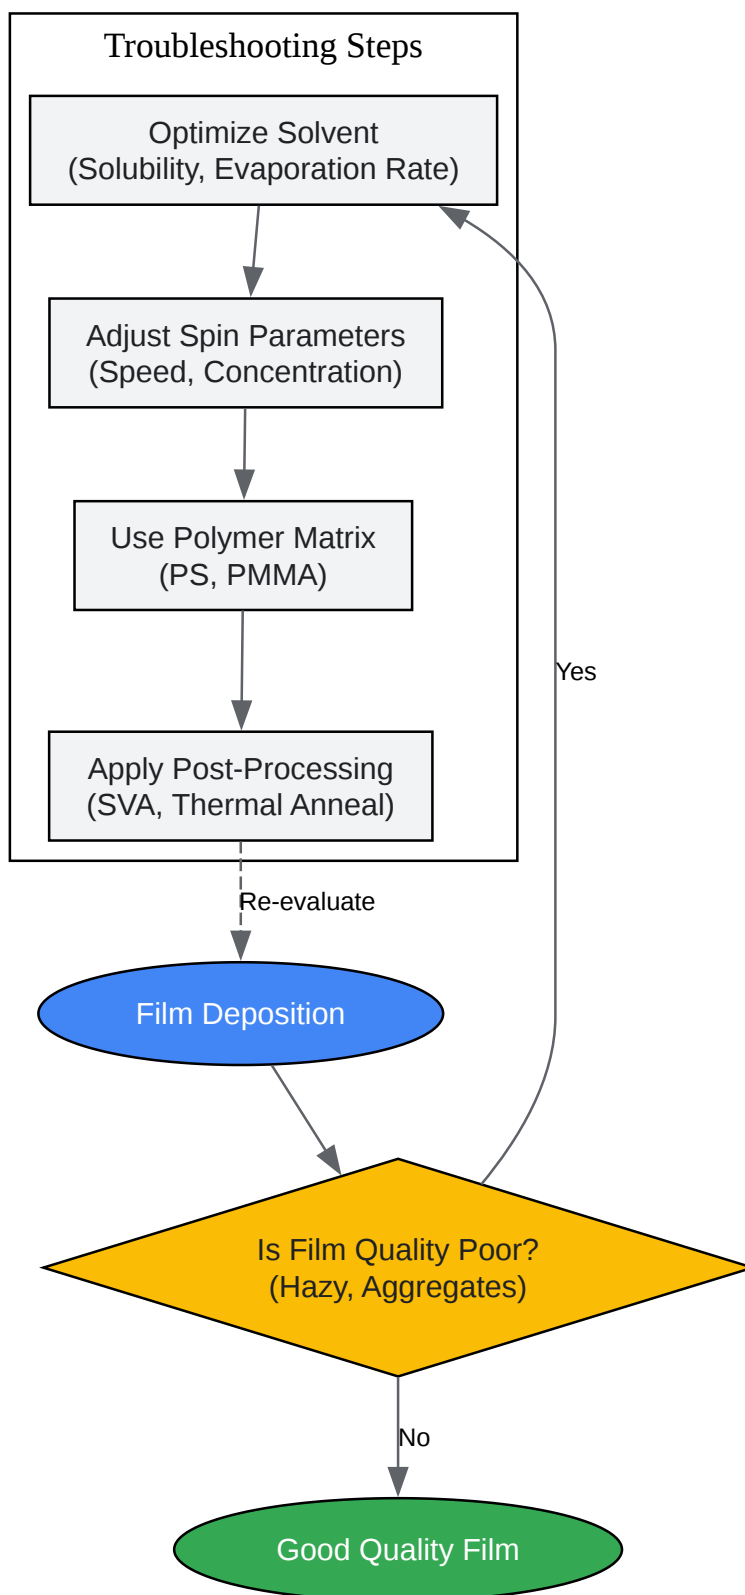 Troubleshooting Steps
Optimize Solvent
(Solubility, Evaporation Rate)
Adjust Spin Parameters
(Speed, Concentration)
Use Polymer Matrix
(PS, PMMA)
Yes
Apply Post-Processing
(SVA, Thermal Anneal)
Re-evaluate
Film Deposition
Is Film Quality Poor?
(Hazy, Aggregates)
No
Good Quality Film